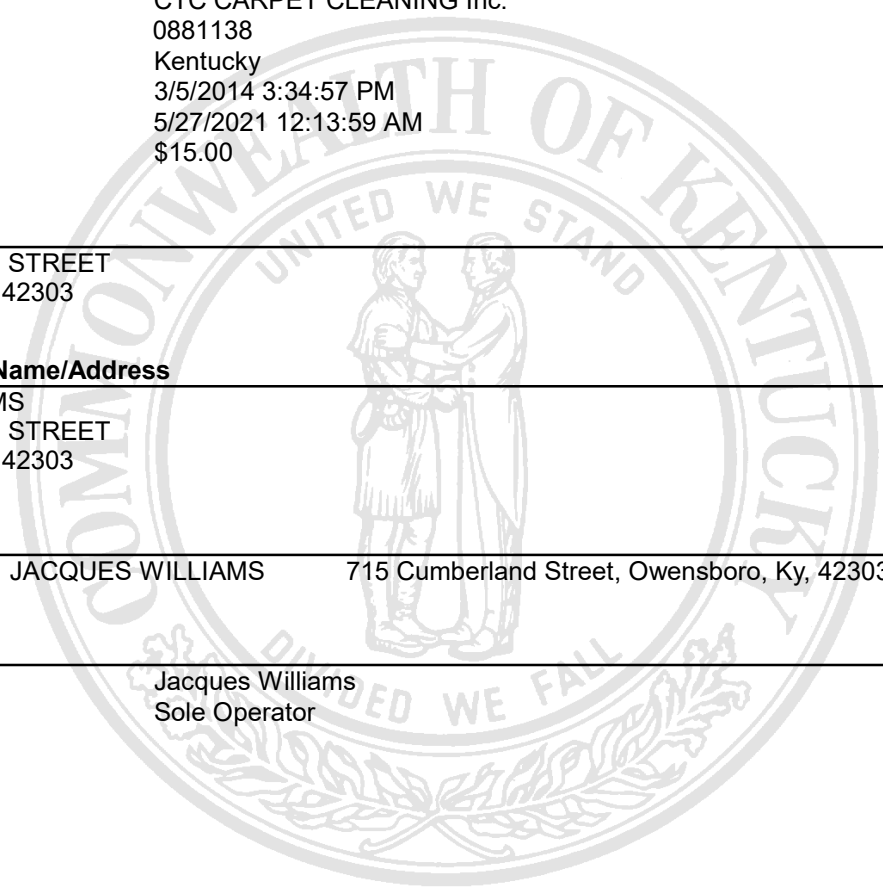 CTC CARPET CLEANING Inc.
0881138
Kentucky
3/5/2014 3:34:57 PM
5/27/2021 12:13:59 AM
$15.00
STREET
42303
Name/Address
MS
STREET
42303
JACQUES WILLIAMS 715 Cumberland Street, Owensboro, Ky, 42303
Jacques Williams
Sole Operator
COMMONWEALTH OF KENTUCKY
UNITED WE STAND
DIVIDED WE FALL